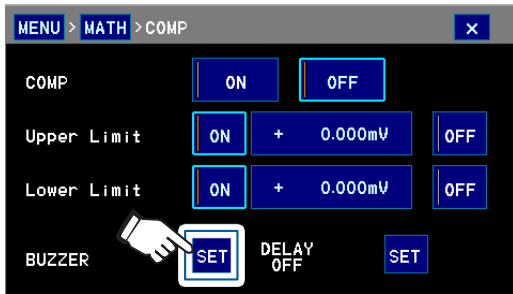 MENU > MATH >COMP ×
COMP ON OFF
Upper Limit ON + 0.000mV OFF
Lower Limit ON + 0.000mV OFF
BUZZER SET DELAY OFF SET